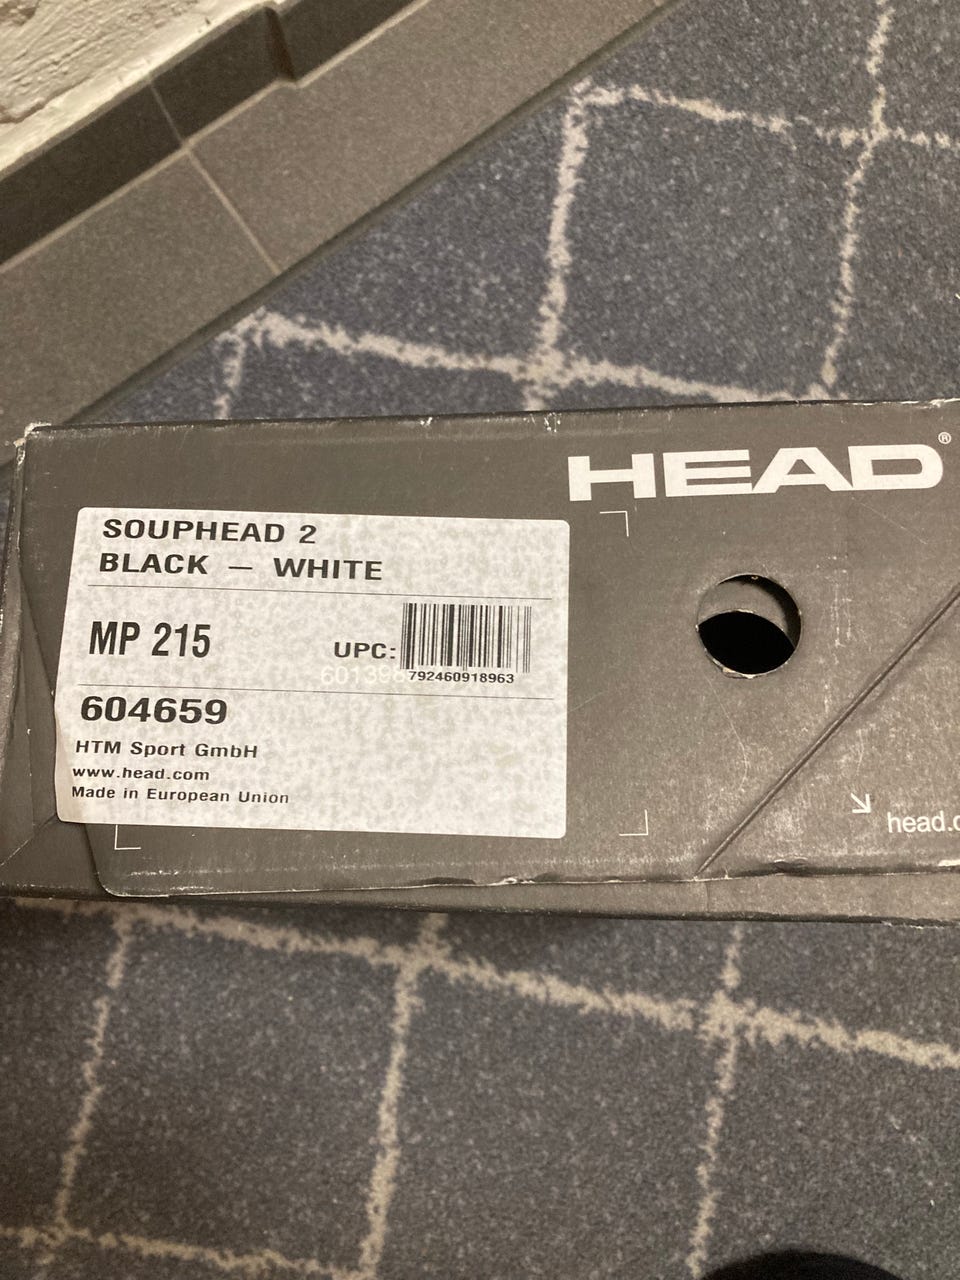 HEAD®
SOUPHEAD 2
BLACK — WHITE
MP 215
UPC:
792460918963
604659
HTM Sport GmbH
www.head.com
Made in European Union